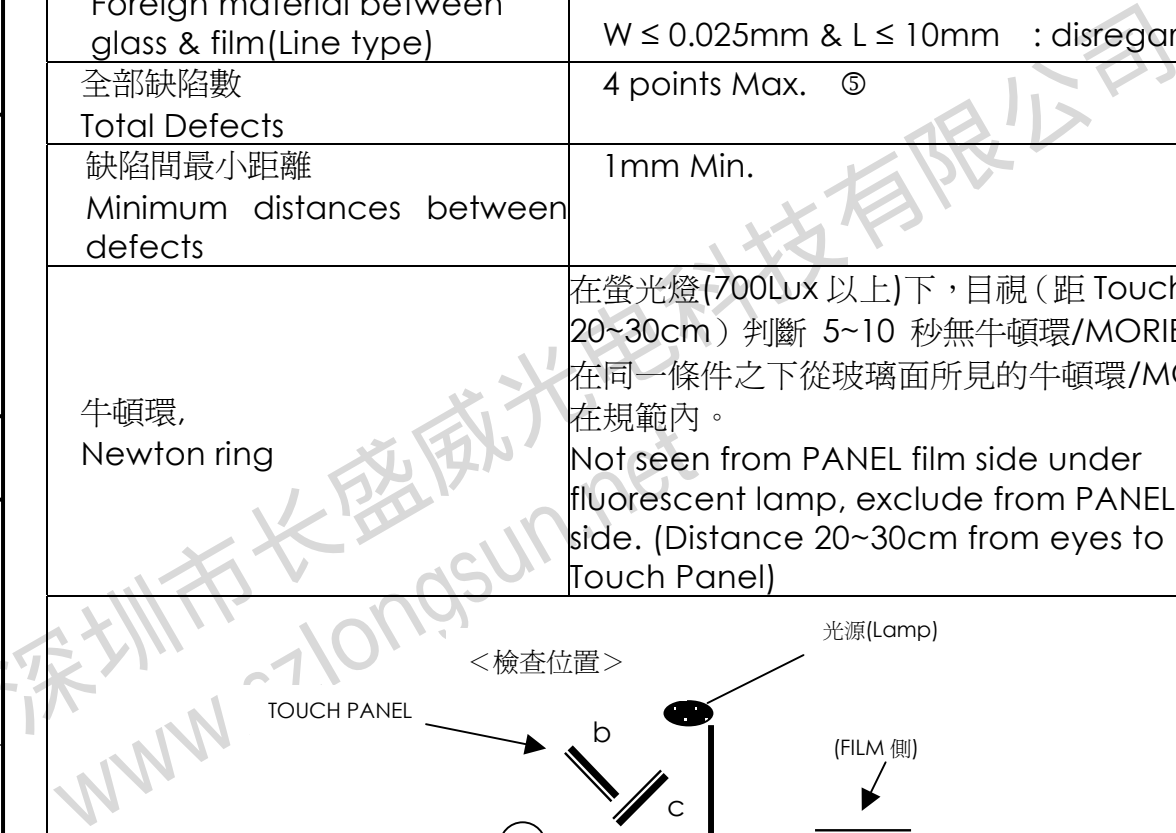 Foreign material between
glass & film(Line type)
W ≤ 0.025mm & L ≤ 10mm : disregar
全部缺陷數
Total Defects
4 points Max. ⑤
缺陷間最小距離
Minimum distances between
defects
1mm Min.
牛頓環,
Newton ring
在螢光燈(700Lux 以上)下，目視（距 Touch
20~30cm）判斷 5~10 秒無牛頓環/MORIE
在同一條件之下從玻璃面所見的牛頓環/MO
在規範內。
Not seen from PANEL film side under
fluorescent lamp, exclude from PANEL
side. (Distance 20~30cm from eyes to
Touch Panel)
光源(Lamp)
＜檢查位置＞
TOUCH PANEL
b
(FILM 側)
c
深圳市长盛威光电科技有限公司
www.szlongsun.net